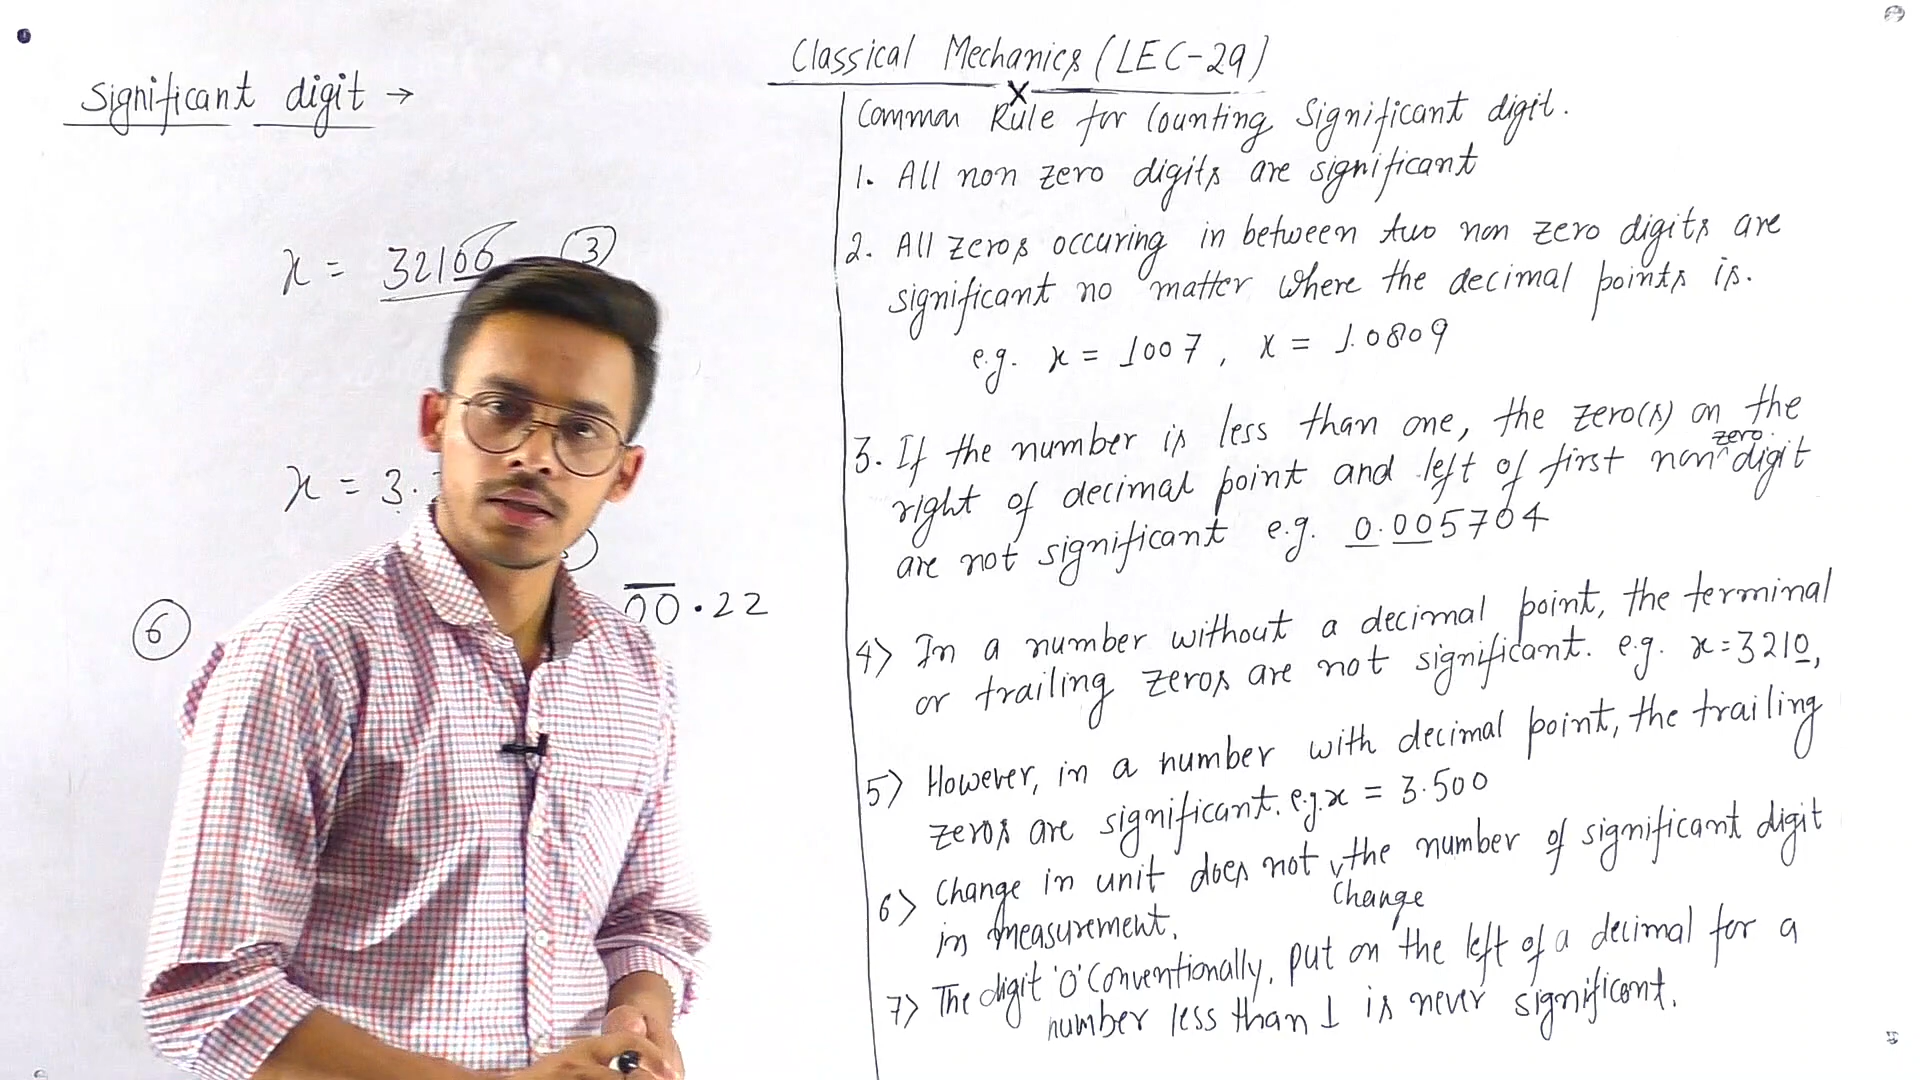 Classical Mechanics (LEC-29)
Significant digit →
x = 32100 3
x = 3.
6
00.22
Common Rule for Counting Significant digit.
1. All non zero digits are significant
2. All zeros occuring in between two non zero digits are
significant no matter where the decimal points is.
e.g. x = 1007, x = 1.0809
3. If the number is less than one, the zero(s) on the
right of decimal point and left of first non zero digit
are not significant e.g. 0.005704
4) In a number without a decimal point, the terminal
or trailing zeros are not significant. e.g. x=3210,
5) However, in a number with decimal point, the trailing
zeros are significant. e.g. x = 3.500
6) Change in unit does not change the number of significant digit
in measurement.
7) The digit 'O' Conventionally, put on the left of a decimal for a
number less than 1 is never significant.